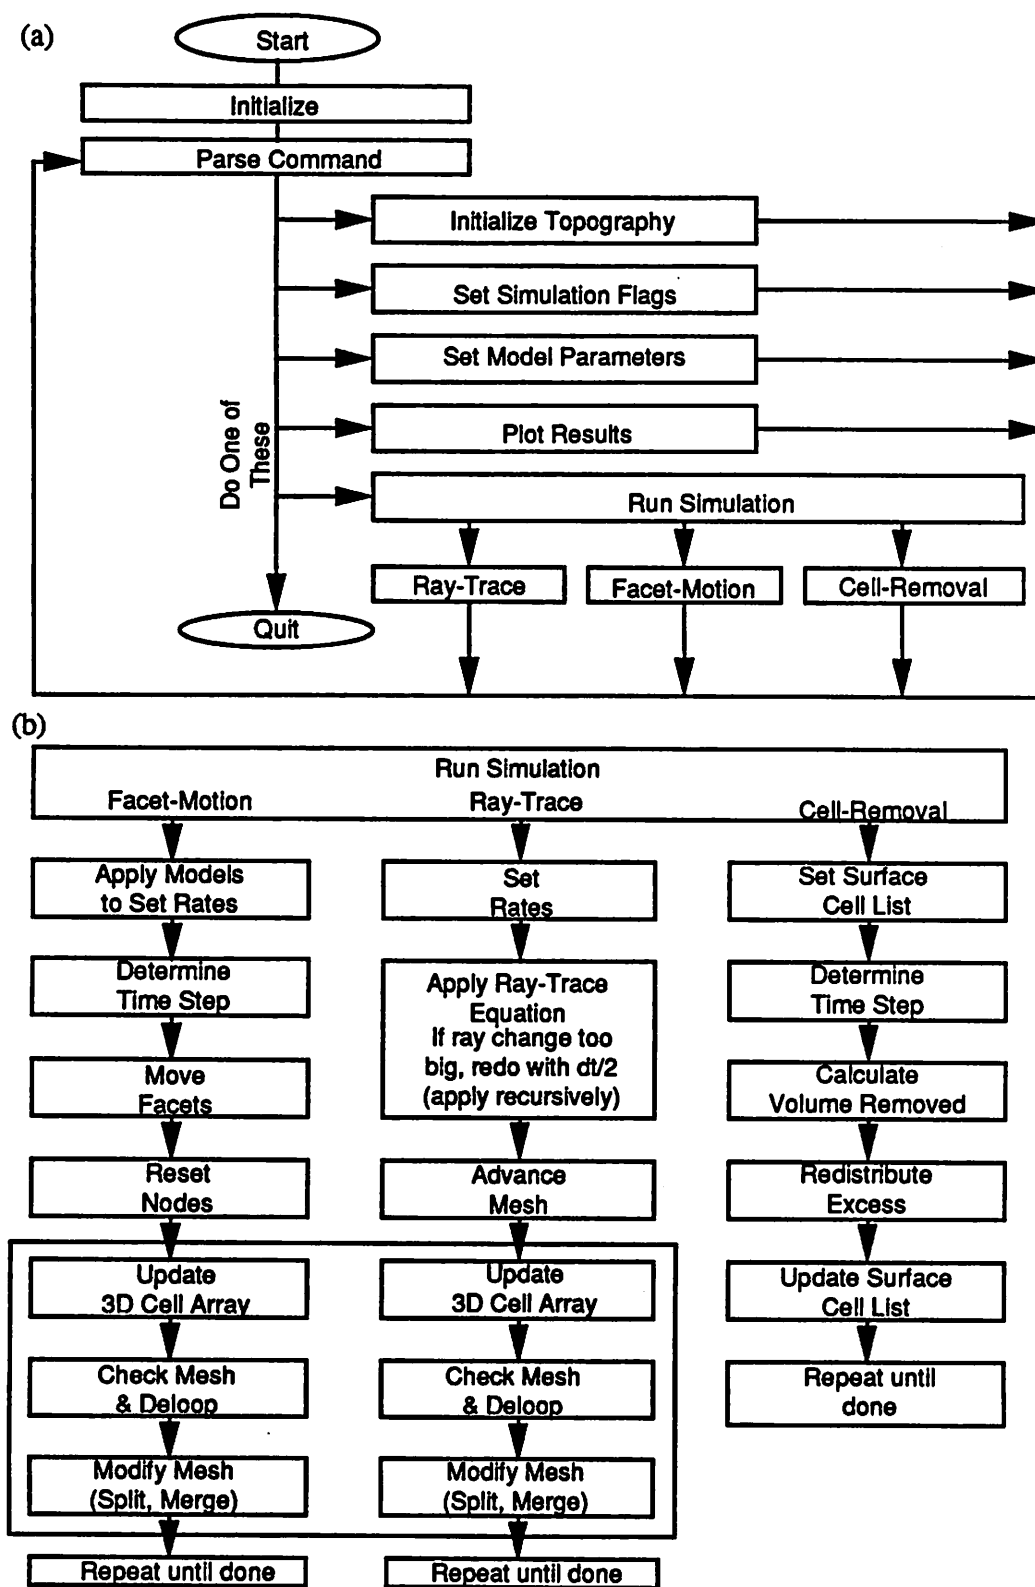 (a)
Start
Initialize
Parse Command
Initialize Topography
Set Simulation Flags
Set Model Parameters
Plot Results
Do One of
These
Run Simulation
Ray-Trace
Facet-Motion
Cell-Removal
Quit
(b)
Run Simulation
Facet-Motion
Ray-Trace
Cell-Removal
Apply Models
to Set Rates
Determine
Time Step
Move
Facets
Reset
Nodes
Update
3D Cell Array
Check Mesh
& Deloop
Modify Mesh
(Split, Merge)
Repeat until done
Set
Rates
Apply Ray-Trace
Equation
If ray change too
big, redo with dt/2
(apply recursively)
Advance
Mesh
Update
3D Cell Array
Check Mesh
& Deloop
Modify Mesh
(Split, Merge)
Repeat until done
Set Surface
Cell List
Determine
Time Step
Calculate
Volume Removed
Redistribute
Excess
Update Surface
Cell List
Repeat until
done